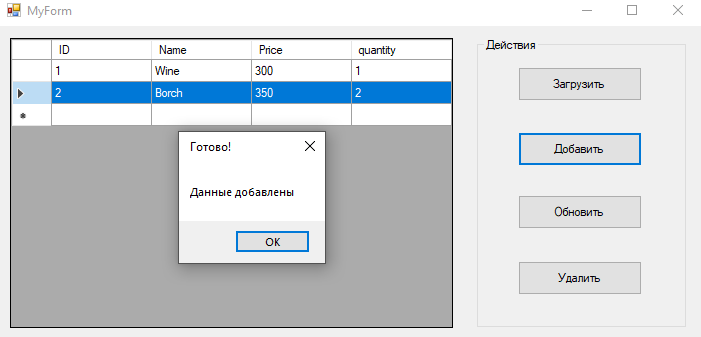 MyForm
ID Name Price quantity
1 Wine 300 1
2 Borch 350 2
Готово!
Данные добавлены
OK
Действия
Загрузить
Добавить
Обновить
Удалить